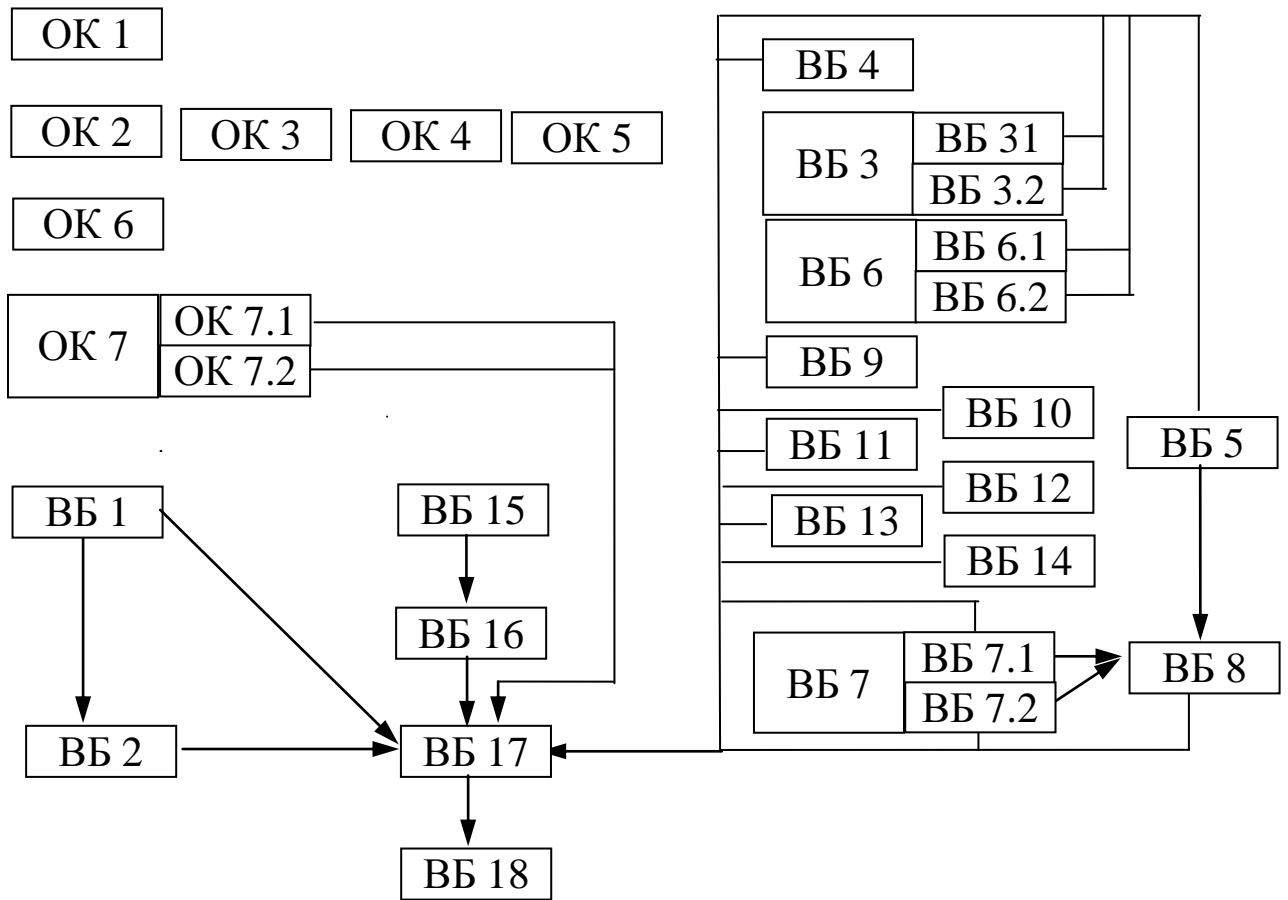 ОК 1
ОК 2
ОК 3
ОК 4
ОК 5
ОК 6
ОК 7
ОК 7.1
ОК 7.2
ВБ 1
ВБ 2
ВБ 15
ВБ 16
ВБ 17
ВБ 18
ВБ 4
ВБ 3
ВБ 31
ВБ 3.2
ВБ 6
ВБ 6.1
ВБ 6.2
ВБ 9
ВБ 10
ВБ 11
ВБ 12
ВБ 13
ВБ 14
ВБ 5
ВБ 7
ВБ 7.1
ВБ 7.2
ВБ 8